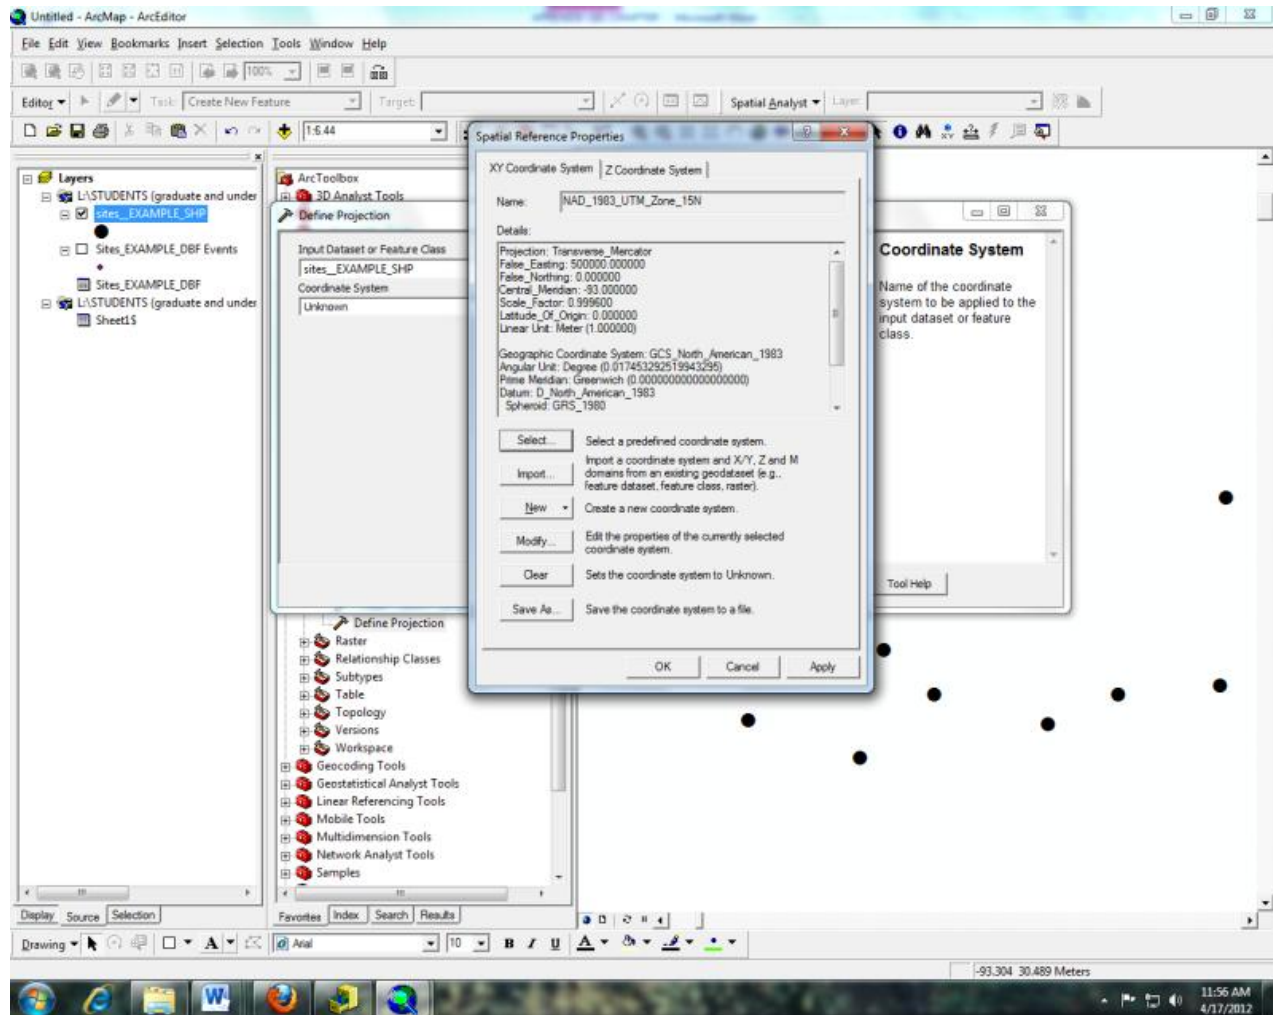 Untitled - ArcMap - ArcEditor
File Edit View Bookmarks Insert Selection Tools Window Help
100%
Editor Task: Create New Feature Target: Spatial Analyst Layer:
1:6.44
Layers
L:\STUDENTS (graduate and under
sites__EXAMPLE_SHP
Sites_EXAMPLE_DBF Events
Sites_EXAMPLE_DBF
L:\STUDENTS (graduate and under
Sheet1$
Display Source Selection
ArcToolbox
3D Analyst Tools
Define Projection
Input Dataset or Feature Class
sites__EXAMPLE_SHP
Coordinate System
Unknown
Spatial Reference Properties
XY Coordinate System Z Coordinate System
Name: NAD_1983_UTM_Zone_15N
Details:
Projection: Transverse_Mercator
False_Easting: 500000.000000
False_Northing: 0.000000
Central_Meridian: -93.000000
Scale_Factor: 0.999600
Latitude_Of_Origin: 0.000000
Linear Unit: Meter (1.000000)
Geographic Coordinate System: GCS_North_American_1983
Angular Unit: Degree (0.017453292519943295)
Prime Meridian: Greenwich (0.000000000000000000)
Datum: D_North_American_1983
Spheroid: GRS_1980
Select... Select a predefined coordinate system.
Import... Import a coordinate system and X/Y, Z and M
domains from an existing geodataset (e.g.,
feature dataset, feature class, raster).
New Create a new coordinate system.
Modify... Edit the properties of the currently selected
coordinate system.
Clear Sets the coordinate system to Unknown.
Save As... Save the coordinate system to a file.
OK Cancel Apply
Coordinate System
Name of the coordinate
system to be applied to the
input dataset or feature
class.
Tool Help
Define Projection
Raster
Relationship Classes
Subtypes
Table
Topology
Versions
Workspace
Geocoding Tools
Geostatistical Analyst Tools
Linear Referencing Tools
Mobile Tools
Multidimension Tools
Network Analyst Tools
Samples
Favorites Index Search Results
Drawing A Arial 10 B I U A
-93.304 30.489 Meters
11:56 AM
4/17/2012